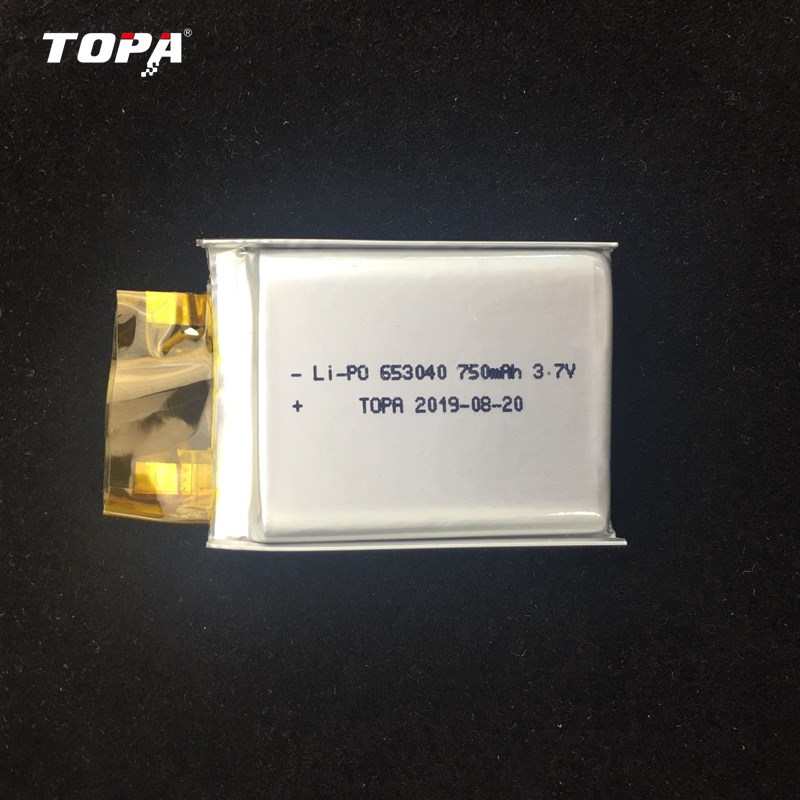 TOPA®
- Li-PO 653040 750mAh 3.7V
+ TOPA 2019-08-20